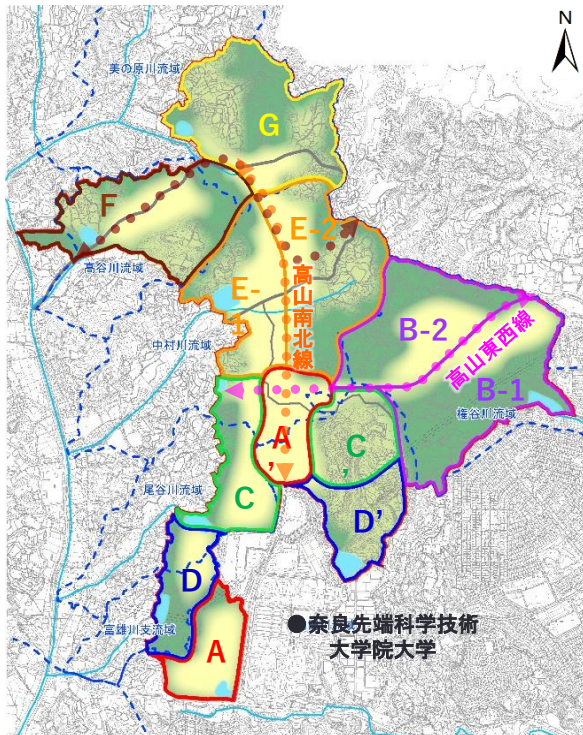 N
美の原川流域
G
F
E-2
高谷川流域
高山南北線
E-
1
B-2
高山東西線
中村川流域
B-1
権谷川流域
A
'
C
'
尾谷川流域
C
D'
D
富雄川支流域
A
●奈良先端科学技術
大学院大学